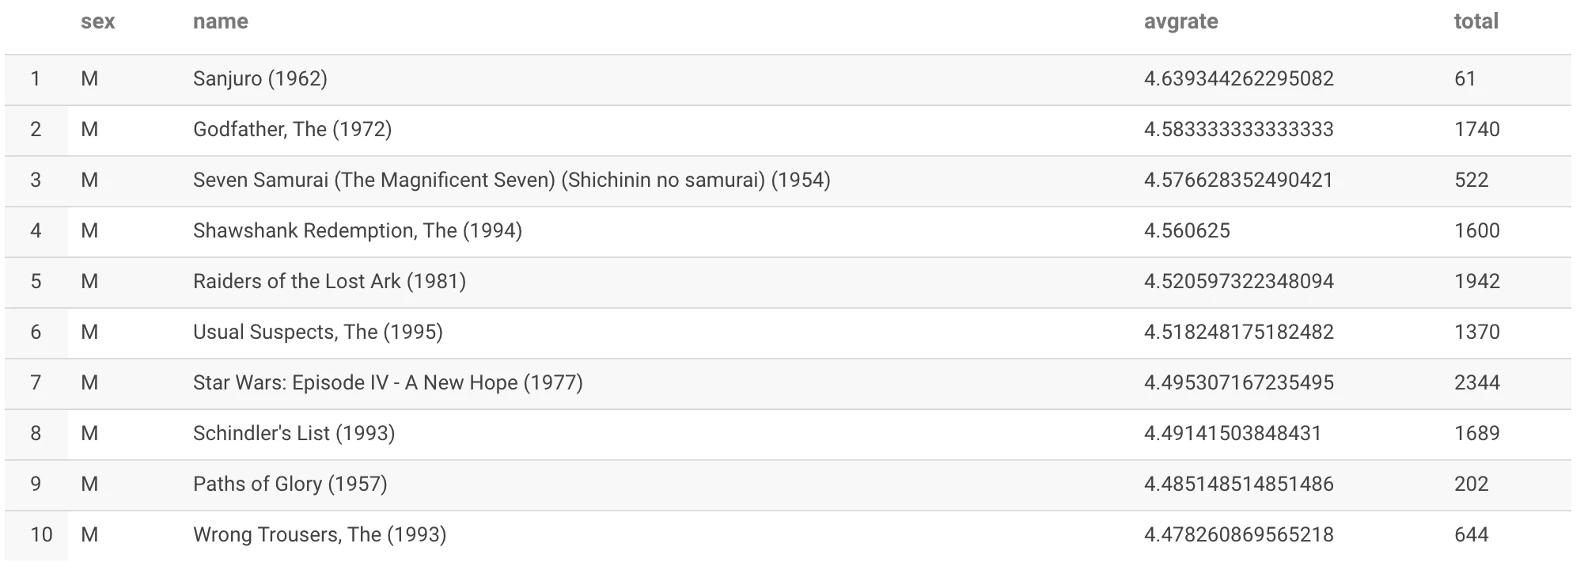 sex name avgrate total
1 M Sanjuro (1962) 4.639344262295082 61
2 M Godfather, The (1972) 4.583333333333333 1740
3 M Seven Samurai (The Magnificent Seven) (Shichinin no samurai) (1954) 4.576628352490421 522
4 M Shawshank Redemption, The (1994) 4.560625 1600
5 M Raiders of the Lost Ark (1981) 4.520597322348094 1942
6 M Usual Suspects, The (1995) 4.518248175182482 1370
7 M Star Wars: Episode IV - A New Hope (1977) 4.495307167235495 2344
8 M Schindler's List (1993) 4.49141503848431 1689
9 M Paths of Glory (1957) 4.485148514851486 202
10 M Wrong Trousers, The (1993) 4.478260869565218 644